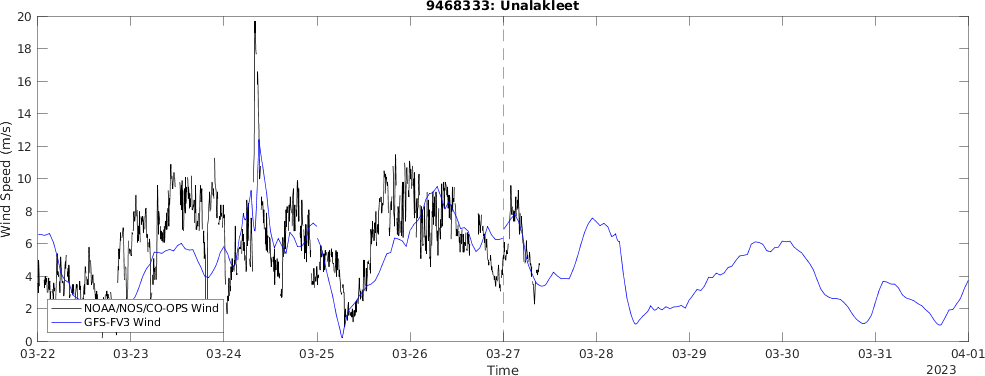 9468333: Unalakleet
Wind Speed (m/s)
20
18
16
14
12
10
8
6
4
2
0
NOAA/NOS/CO-OPS Wind
GFS-FV3 Wind
03-22 03-23 03-24 03-25 03-26 03-27 03-28 03-29 03-30 03-31 04-01
Time
2023